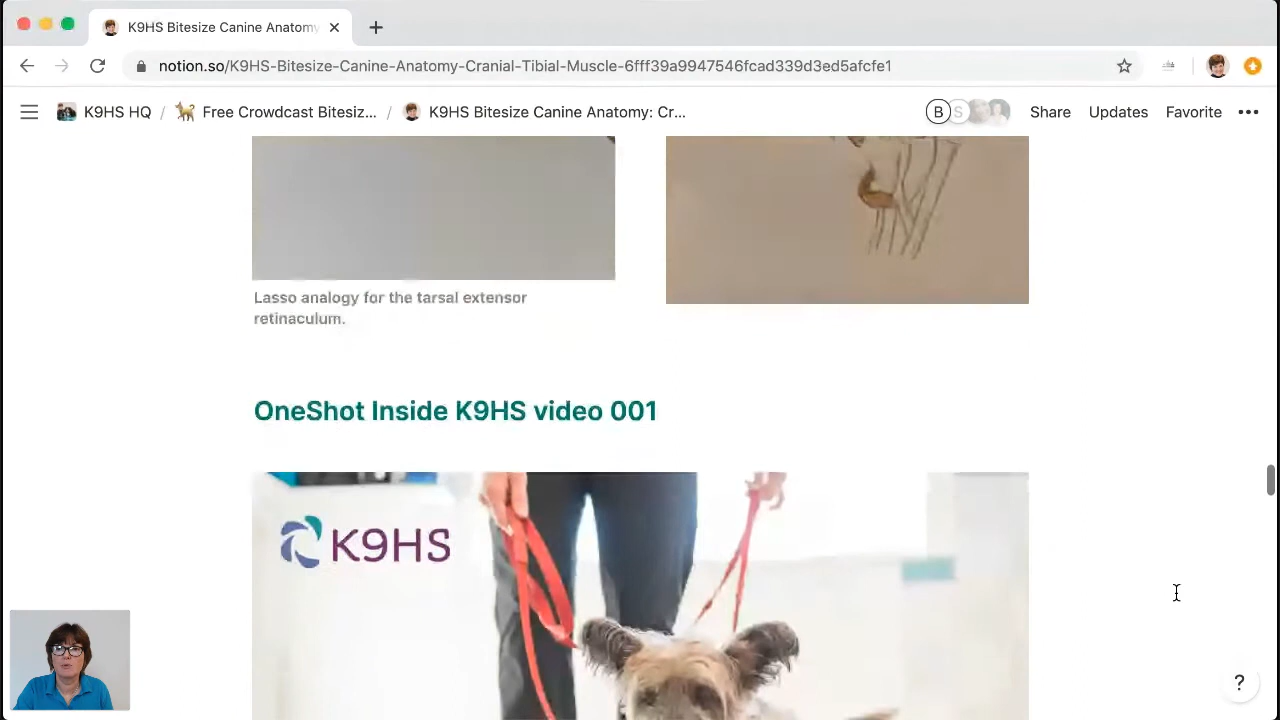 K9HS Bitesize Canine Anatomy
notion.so/K9HS-Bitesize-Canine-Anatomy-Cranial-Tibial-Muscle-6fff39a9947546fcad339d3ed5afcfe1
K9HS HQ / Free Crowdcast Bitesiz... / K9HS Bitesize Canine Anatomy: Cr... B S Share Updates Favorite
Lasso analogy for the tarsal extensor
retinaculum.
OneShot Inside K9HS video 001
K9HS
?